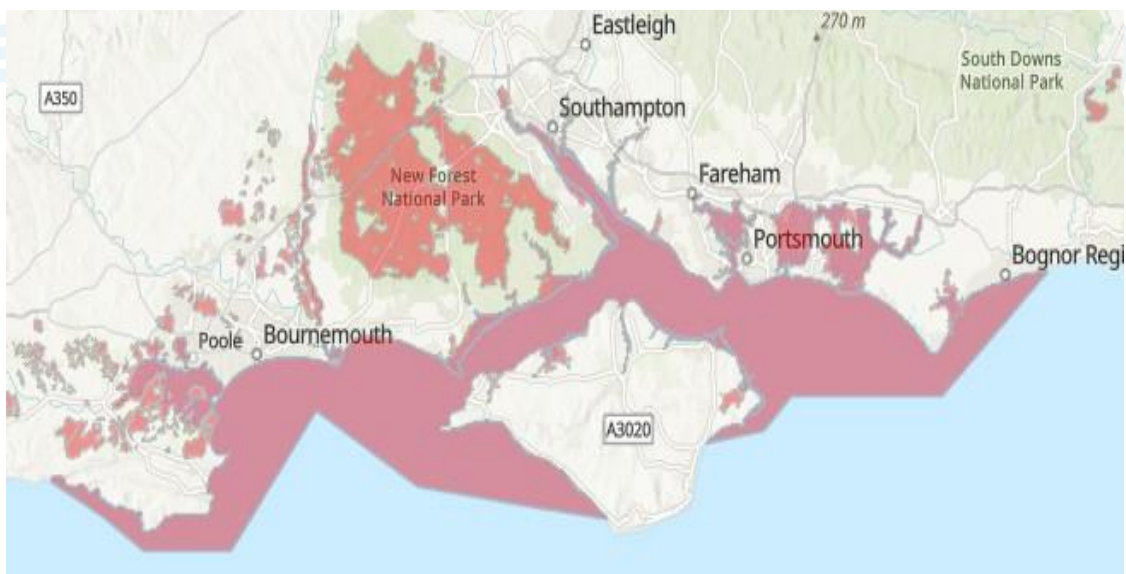 270 m
Eastleigh
South Downs
National Park
A350
Southampton
New Forest
National Park
Fareham
Portsmouth
Bognor Regi
Poole
Bournemouth
A3020